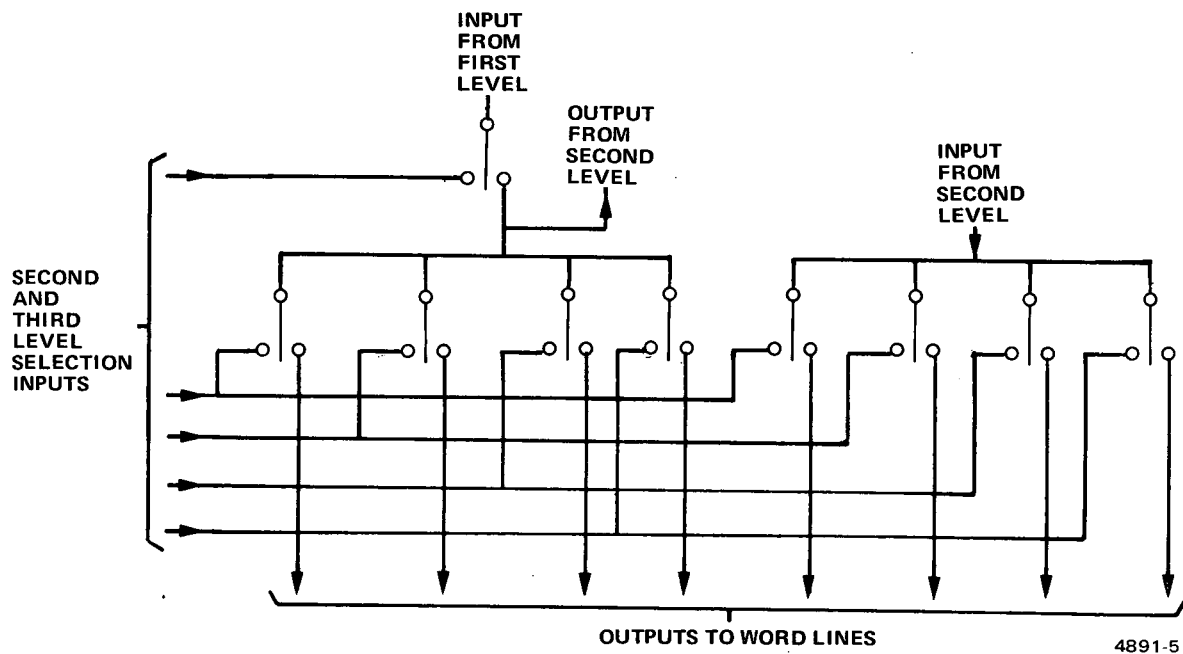 INPUT
FROM
FIRST
LEVEL
OUTPUT
FROM
SECOND
LEVEL
INPUT
FROM
SECOND
LEVEL
SECOND
AND
THIRD
LEVEL
SELECTION
INPUTS
OUTPUTS TO WORD LINES
4891-5